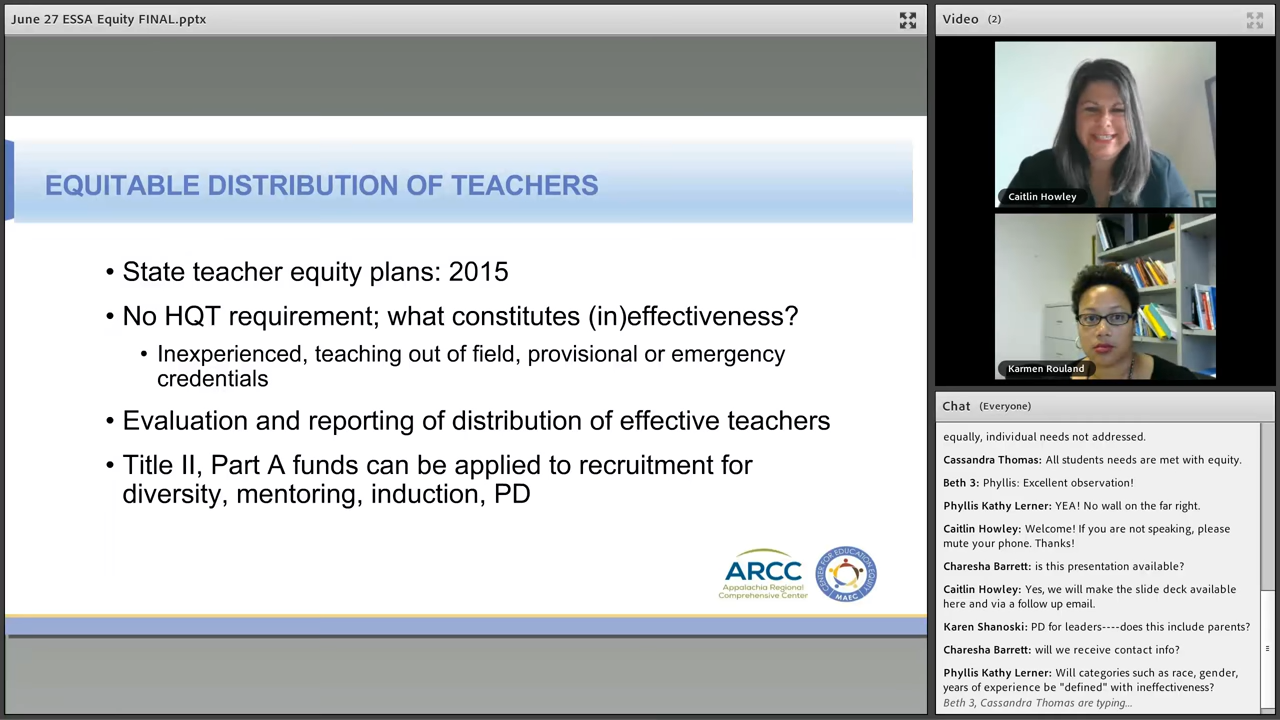 June 27 ESSA Equity FINAL.pptx
EQUITABLE DISTRIBUTION OF TEACHERS
• State teacher equity plans: 2015
• No HQT requirement; what constitutes (in)effectiveness?
• Inexperienced, teaching out of field, provisional or emergency
credentials
• Evaluation and reporting of distribution of effective teachers
• Title II, Part A funds can be applied to recruitment for
diversity, mentoring, induction, PD
ARCC
Appalachia Regional
Comprehensive Center
CENTER FOR EDUCATION EQUITY
MAEC
Video (2)
Caitlin Howley
Karmen Rouland
Chat (Everyone)
equally, individual needs not addressed.
Cassandra Thomas: All students needs are met with equity.
Beth 3: Phyllis: Excellent observation!
Phyllis Kathy Lerner: YEA! No wall on the far right.
Caitlin Howley: Welcome! If you are not speaking, please
mute your phone. Thanks!
Charesha Barrett: is this presentation available?
Caitlin Howley: Yes, we will make the slide deck available
here and via a follow up email.
Karen Shanoski: PD for leaders----does this include parents?
Charesha Barrett: will we receive contact info?
Phyllis Kathy Lerner: Will categories such as race, gender,
years of experience be "defined" with ineffectiveness?
Beth 3, Cassandra Thomas are typing...